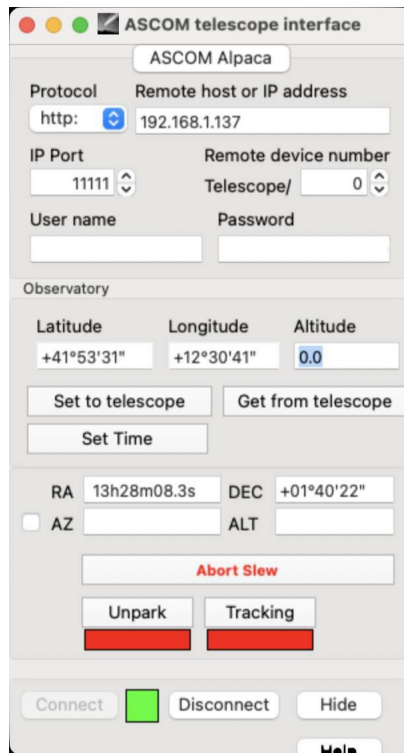 ASCOM telescope interface
ASCOM Alpaca
Protocol Remote host or IP address
http: 192.168.1.137
IP Port Remote device number
11111 Telescope/ 0
User name Password
Observatory
Latitude Longitude Altitude
+41°53'31" +12°30'41" 0.0
Set to telescope Get from telescope
Set Time
RA 13h28m08.3s DEC +01°40'22"
AZ ALT
Abort Slew
Unpark Tracking
Connect Disconnect Hide
Help